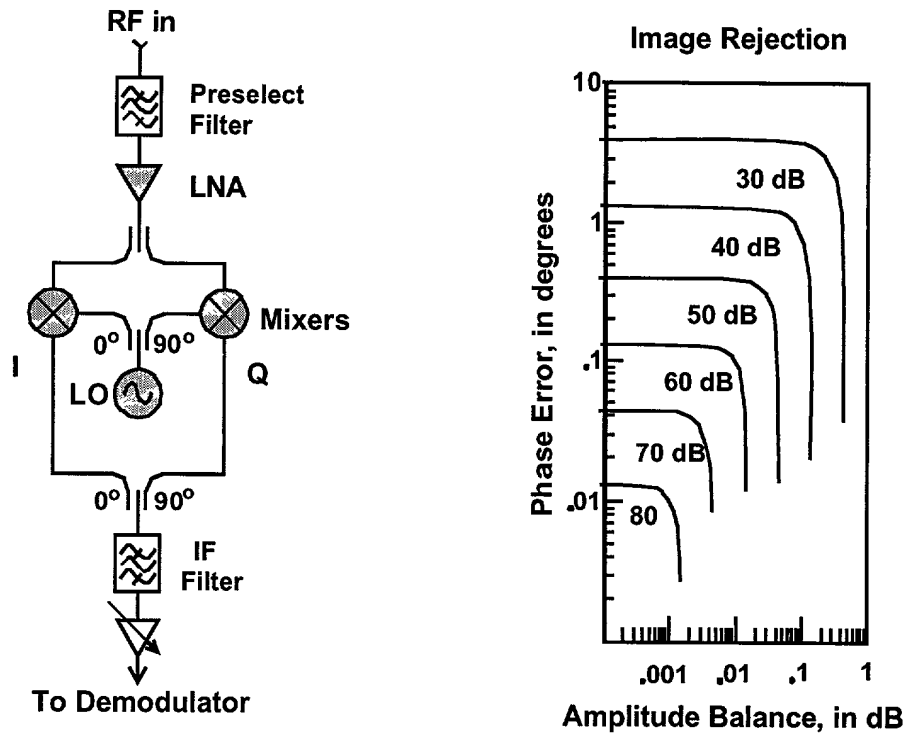 RF in
Preselect
Filter
LNA
Mixers
0° 90°
I
LO
Q
0° 90°
IF
Filter
To Demodulator
Image Rejection
10
30 dB
1
40 dB
50 dB
.1
60 dB
70 dB
.01
80
Phase Error, in degrees
.001 .01 .1 1
Amplitude Balance, in dB